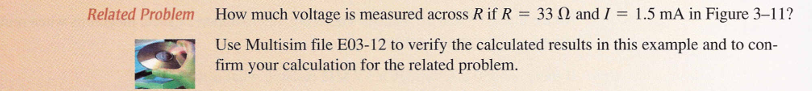 Related Problem How much voltage is measured across R if R = 33 Ω and I = 1.5 mA in Figure 3–11?
Use Multisim file E03-12 to verify the calculated results in this example and to con-
firm your calculation for the related problem.